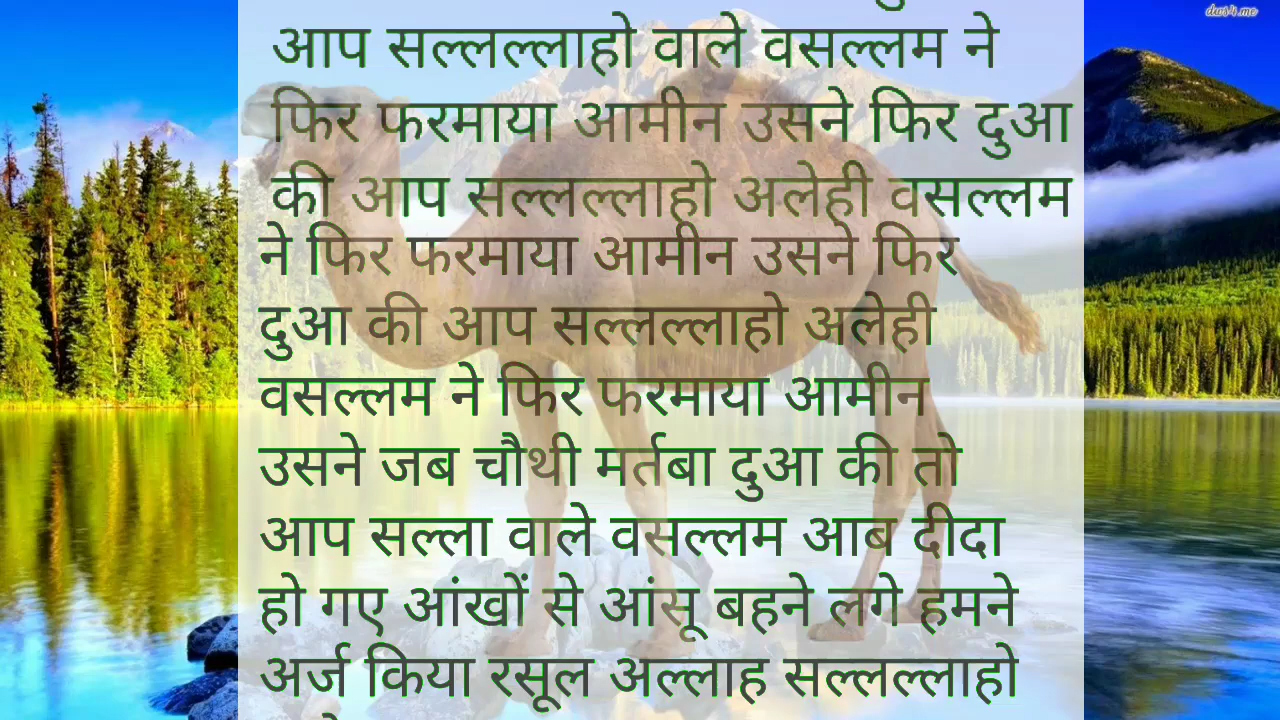 आप सल्लल्लाहो वाले वसल्लम ने
फिर फरमाया आमीन उसने फिर दुआ
की आप सल्लल्लाहो अलेही वसल्लम
ने फिर फरमाया आमीन उसने फिर
दुआ की आप सल्लल्लाहो अलेही
वसल्लम ने फिर फरमाया आमीन
उसने जब चौथी मर्तबा दुआ की तो
आप सल्ला वाले वसल्लम आब दीदा
हो गए आंखों से आंसू बहने लगे हमने
अर्ज किया रसूल अल्लाह सल्लल्लाहो